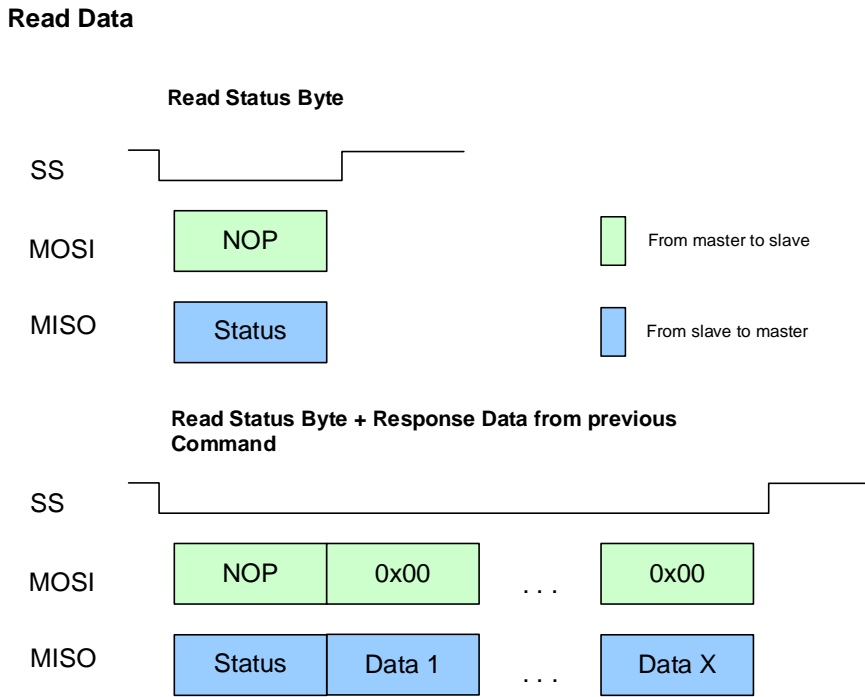 Read Data
Read Status Byte
SS
MOSI
NOP
From master to slave
MISO
Status
From slave to master
Read Status Byte + Response Data from previous
Command
SS
MOSI
NOP
0x00
. . .
0x00
MISO
Status
Data 1
. . .
Data X